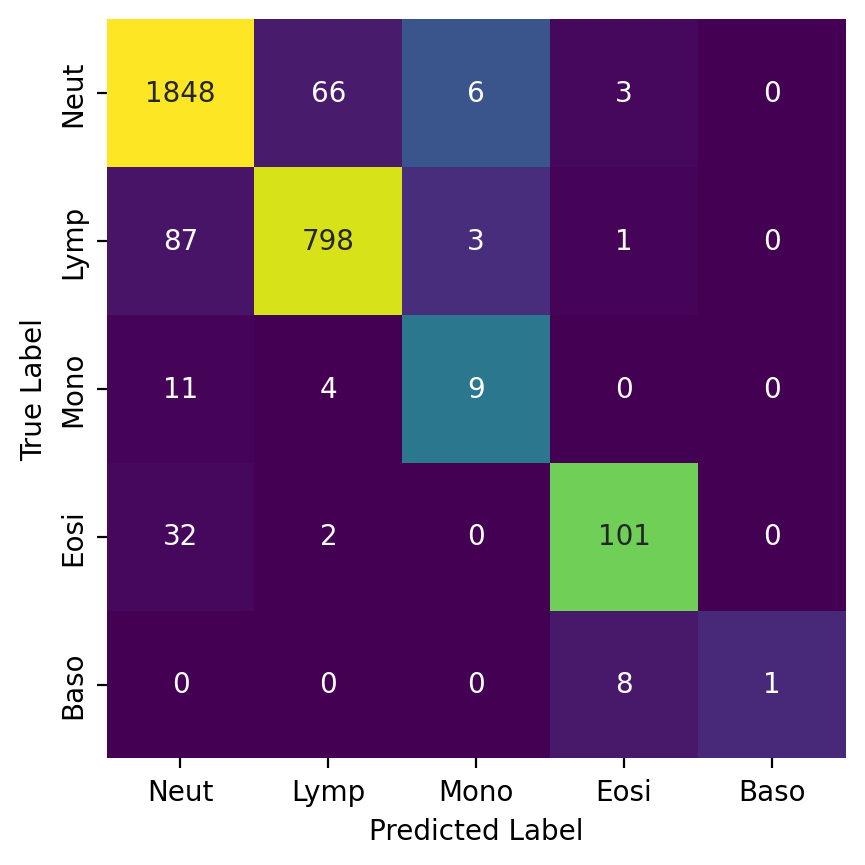 True Label
Neut 1848 66 6 3 0
Lymp 87 798 3 1 0
Mono 11 4 9 0 0
Eosi 32 2 0 101 0
Baso 0 0 0 8 1
Neut Lymp Mono Eosi Baso
Predicted Label